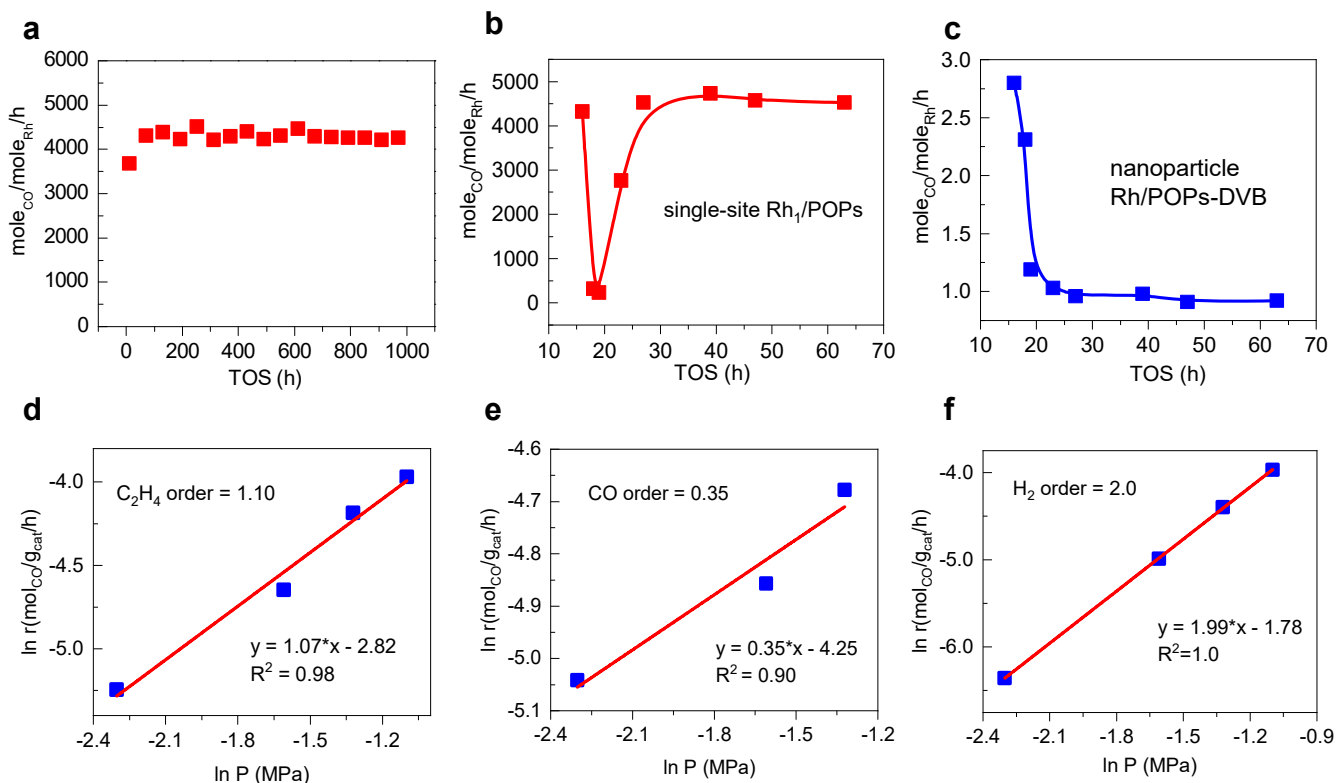 a
6000
5000
4000
3000
2000
1000
0
mole_CO/mole_Rh/h
0 200 400 600 800 1000
TOS (h)
b
5000
4000
3000
2000
1000
0
mole_CO/mole_Rh/h
single-site Rh₁/POPs
10 20 30 40 50 60 70
TOS (h)
c
3.0
2.5
2.0
1.5
1.0
mole_CO/mole_Rh/h
nanoparticle
Rh/POPs-DVB
10 20 30 40 50 60 70
TOS (h)
d
-4.0
-4.5
-5.0
ln r(mol_CO/g_cat/h)
C₂H₄ order = 1.10
y = 1.07*x - 2.82
R² = 0.98
-2.4 -2.1 -1.8 -1.5 -1.2
ln P (MPa)
e
-4.6
-4.7
-4.8
-4.9
-5.0
-5.1
ln r(mol_CO/g_cat/h)
CO order = 0.35
y = 0.35*x - 4.25
R² = 0.90
-2.4 -2.1 -1.8 -1.5 -1.2
ln P (MPa)
f
-4.0
-5.0
-6.0
ln r(mol_CO/g_cat/h)
H₂ order = 2.0
y = 1.99*x - 1.78
R²=1.0
-2.4 -2.1 -1.8 -1.5 -1.2 -0.9
ln P (MPa)